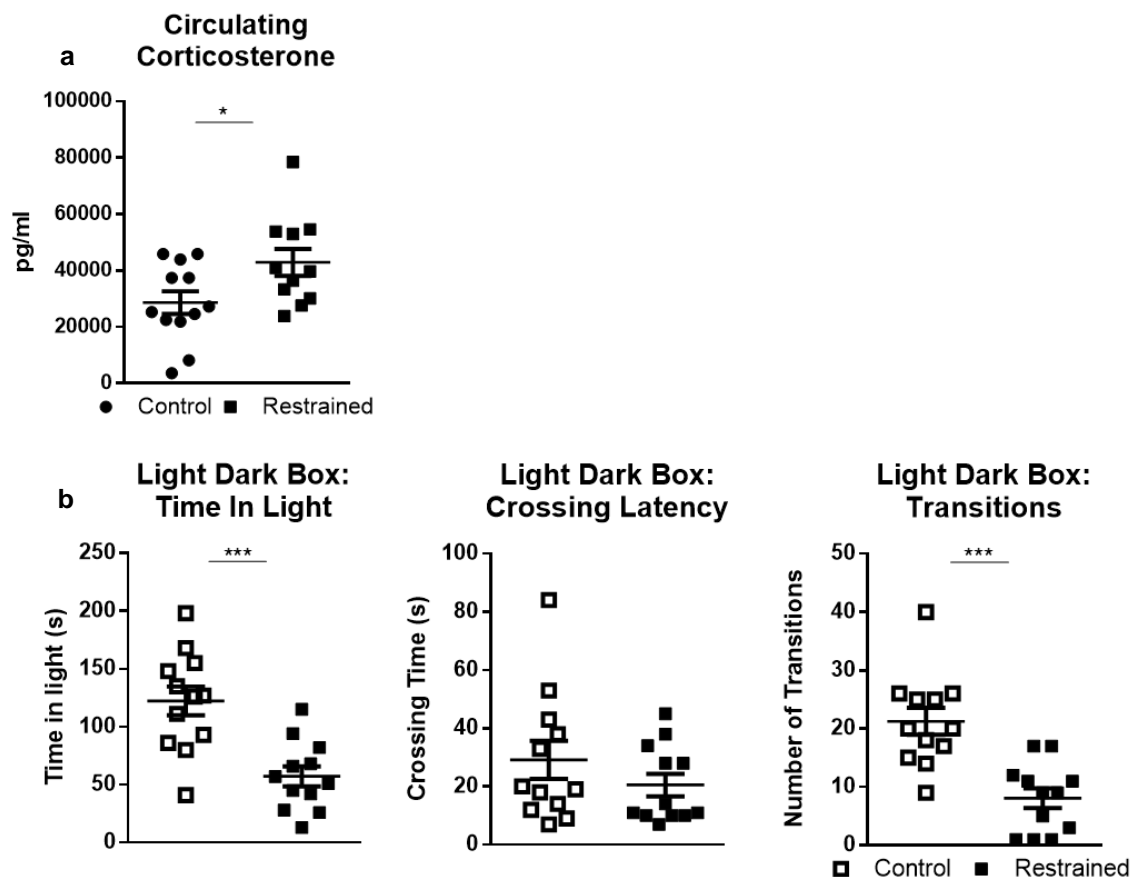 Circulating
Corticosterone
a
100000
80000
60000
40000
20000
0
pg/ml
*
Control
Restrained
b
Light Dark Box:
Time In Light
250
200
150
100
50
0
Time in light (s)
***
Light Dark Box:
Crossing Latency
100
80
60
40
20
0
Crossing Time (s)
Light Dark Box:
Transitions
50
40
30
20
10
0
Number of Transitions
***
Control
Restrained